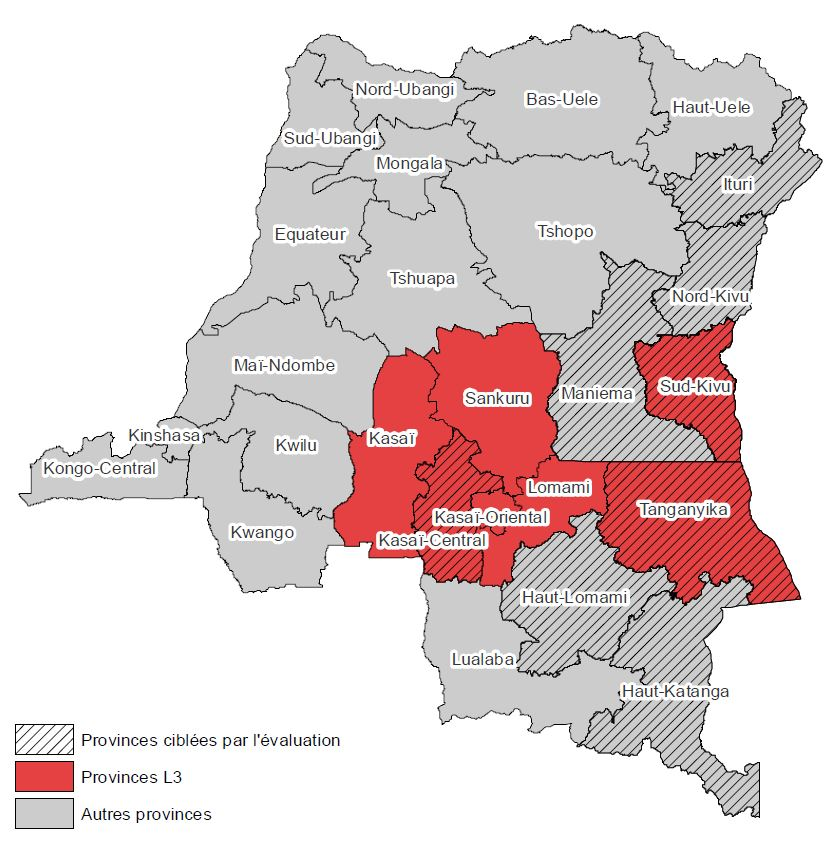 Nord-Ubangi
Bas-Uele
Haut-Uele
Sud-Ubangi
Mongala
Ituri
Equateur
Tshopo
Tshuapa
Nord-Kivu
Maï-Ndombe
Sud-Kivu
Maniema
Sankuru
Kinshasa
Kasaï
Kwilu
Kongo-Central
Lomami
Tanganyika
Kasaï-Oriental
Kwango
Kasaï-Central
Haut-Lomami
Lualaba
Haut-Katanga
Provinces ciblées par l'évaluation
Provinces L3
Autres provinces